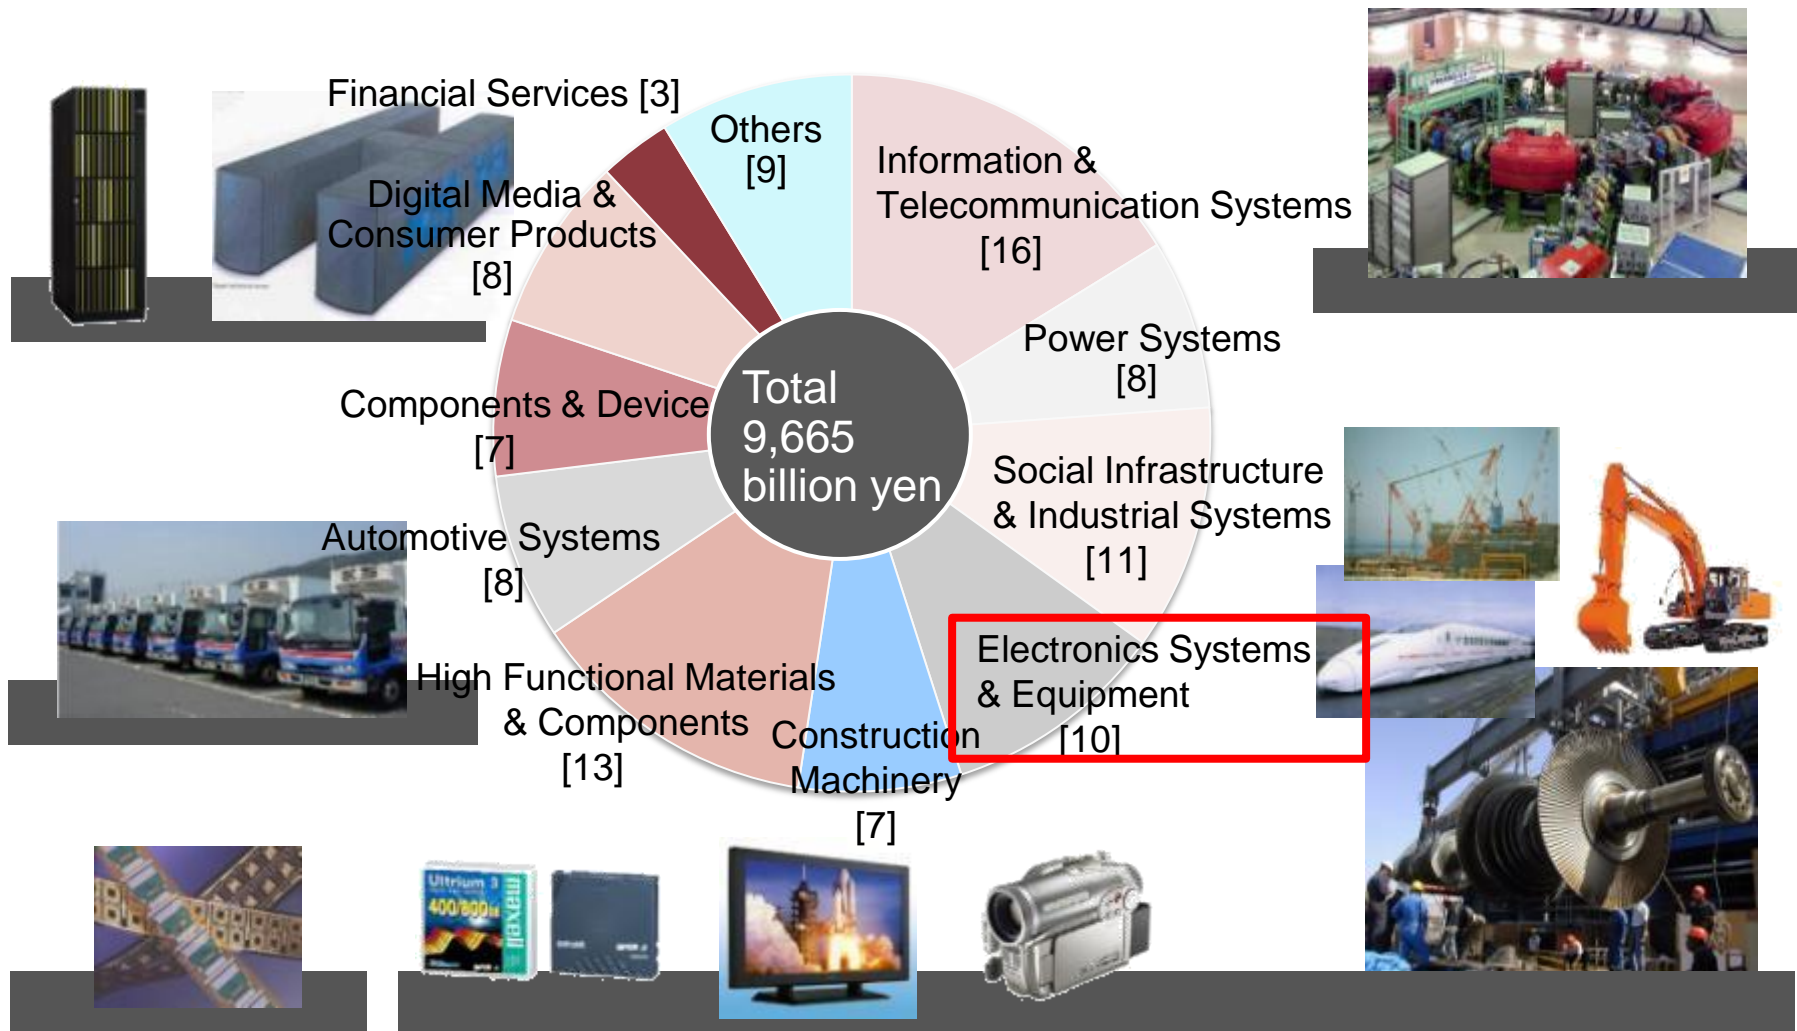 Financial Services [3]
Others
[9]
Information &
Telecommunication Systems
[16]
Digital Media &
Consumer Products
[8]
Power Systems
[8]
Components & Device
[7]
Total
9,665
billion yen
Social Infrastructure
& Industrial Systems
[11]
Automotive Systems
[8]
Electronics Systems
& Equipment
[10]
High Functional Materials
& Components
[13]
Construction
Machinery
[7]
Ultrium 3
400/800
maxell